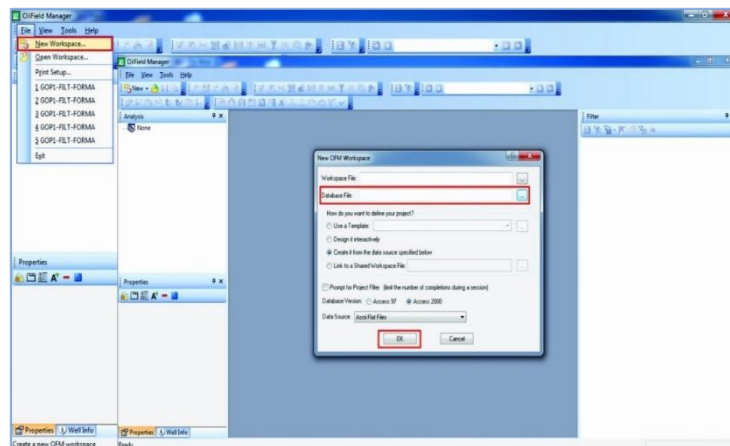 OilField Manager
File View Tools Help
New Workspace...
Open Workspace...
Print Setup...
1 GOP1-FILT-FORMA
2 GOP1-FILT-FORMA
3 GOP1-FILT-FORMA
4 GOP1-FILT-FORMA
5 GOP1-FILT-FORMA
Exit
Properties
Properties Well Info
Create a new OFM workspace
OilField Manager
File View Tools Help
New
Analysis
None
Properties
Properties Well Info
Ready
Filter
New OFM Workspace
Workspace File:
Database File:
How do you want to define your project?
Use a Template:
Design it interactively
Create it from the data source specified below
Link to a Shared Workspace File:
Prompt for Project Filter (limit the number of completions during a session)
Database Version: Access 97 Access 2000
Data Source: Ascii Flat Files
OK Cancel